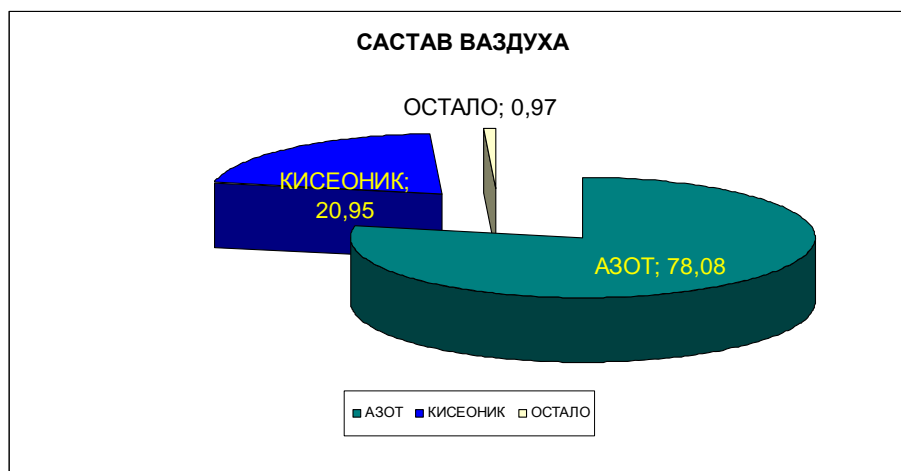 САСТАВ ВАЗДУХА
ОСТАЛО; 0,97
КИСЕОНИК;
20,95
АЗОТ; 78,08
АЗОТ КИСЕОНИК ОСТАЛО